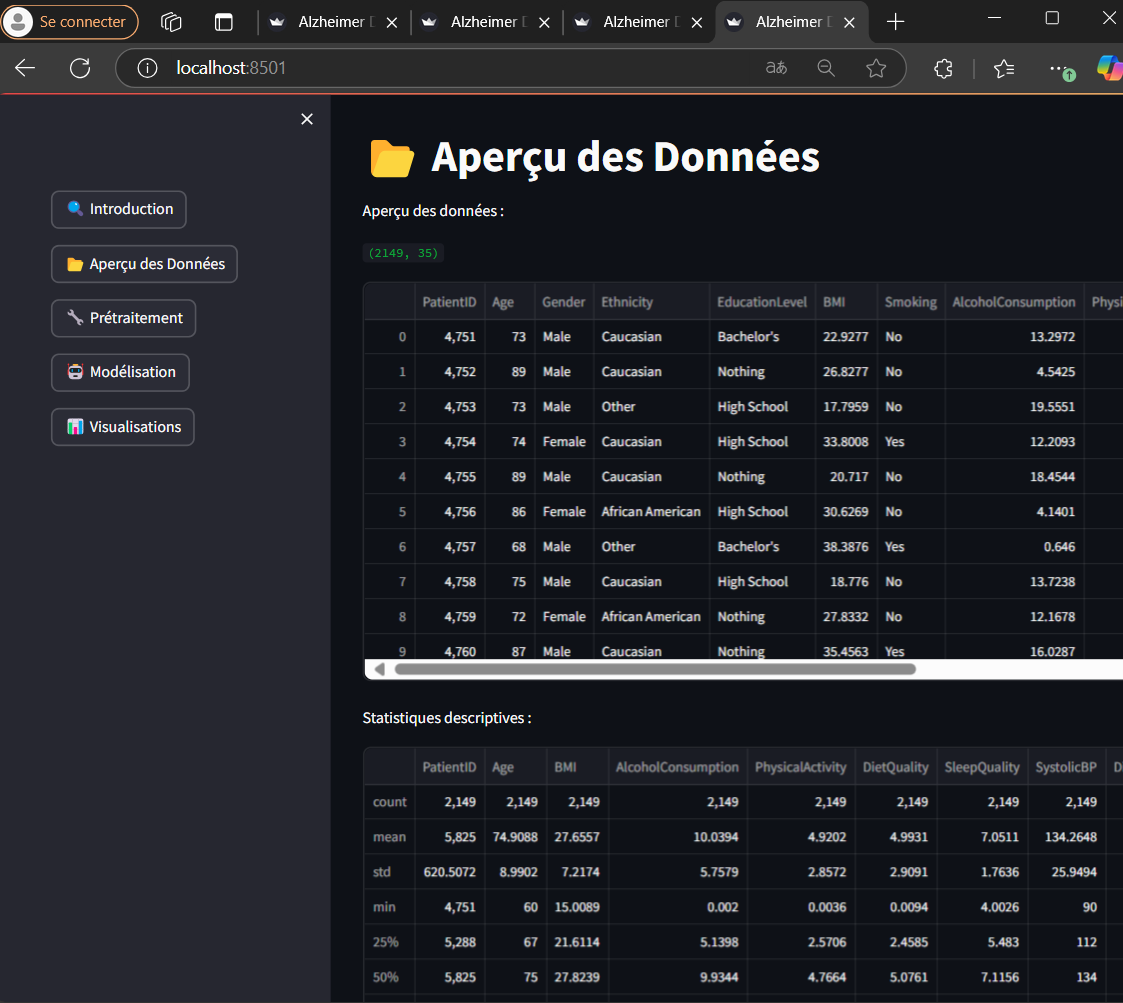 Se connecter Alzheimer D Alzheimer D Alzheimer D Alzheimer D
localhost:8501 aあ
🔍 Introduction
📂 Aperçu des Données
🔧 Prétraitement
🤖 Modélisation
📊 Visualisations
📂 Aperçu des Données
Aperçu des données :
(2149, 35)
PatientID Age Gender Ethnicity EducationLevel BMI Smoking AlcoholConsumption Physi
0 4,751 73 Male Caucasian Bachelor's 22.9277 No 13.2972
1 4,752 89 Male Caucasian Nothing 26.8277 No 4.5425
2 4,753 73 Male Other High School 17.7959 No 19.5551
3 4,754 74 Female Caucasian High School 33.8008 Yes 12.2093
4 4,755 89 Male Caucasian Nothing 20.717 No 18.4544
5 4,756 86 Female African American High School 30.6269 No 4.1401
6 4,757 68 Male Other Bachelor's 38.3876 Yes 0.646
7 4,758 75 Male Caucasian High School 18.776 No 13.7238
8 4,759 72 Female African American Nothing 27.8332 No 12.1678
9 4,760 87 Male Caucasian Nothing 35.4563 Yes 16.0287
Statistiques descriptives :
PatientID Age BMI AlcoholConsumption PhysicalActivity DietQuality SleepQuality SystolicBP D
count 2,149 2,149 2,149 2,149 2,149 2,149 2,149 2,149
mean 5,825 74.9088 27.6557 10.0394 4.9202 4.9931 7.0511 134.2648
std 620.5072 8.9902 7.2174 5.7579 2.8572 2.9091 1.7636 25.9494
min 4,751 60 15.0089 0.002 0.0036 0.0094 4.0026 90
25% 5,288 67 21.6114 5.1398 2.5706 2.4585 5.483 112
50% 5,825 75 27.8239 9.9344 4.7664 5.0761 7.1156 134